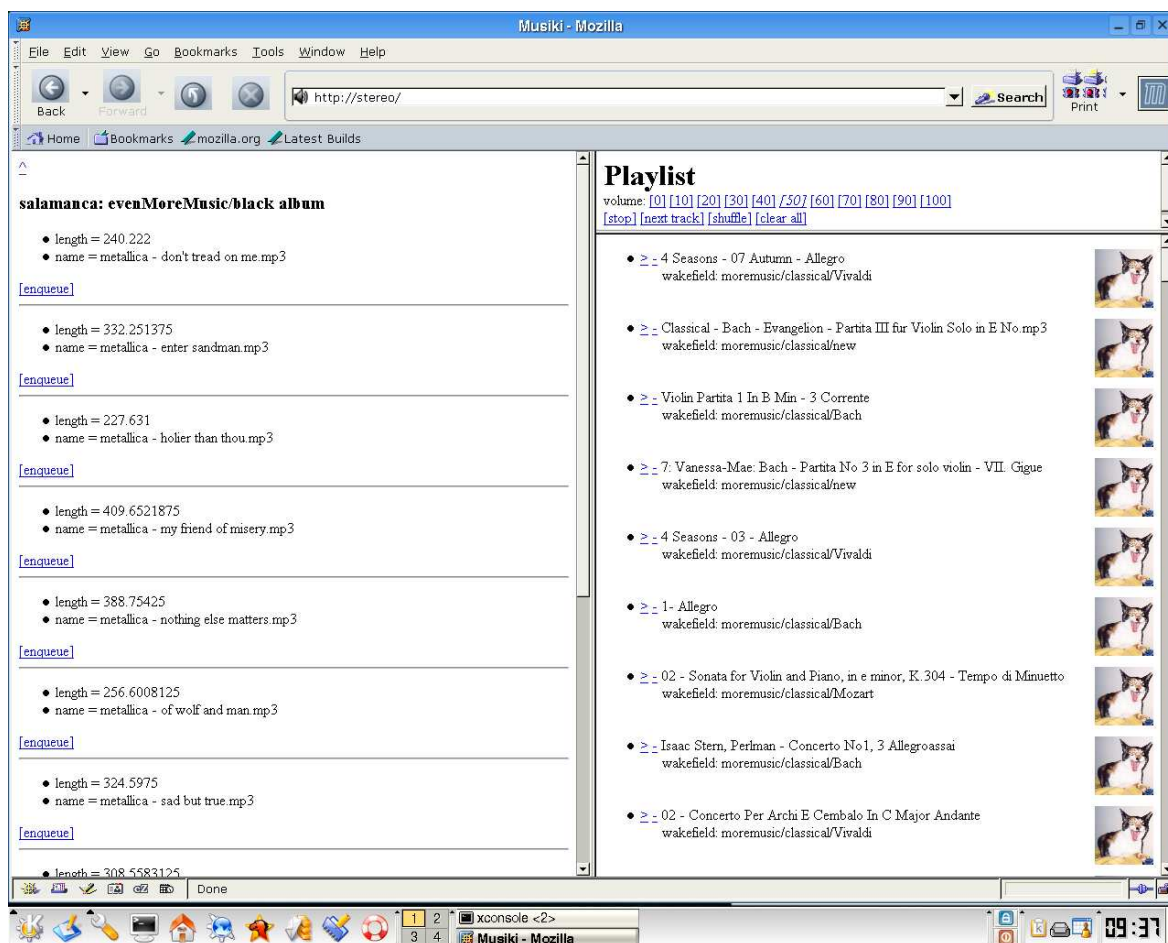 Musiki - Mozilla
File Edit View Go Bookmarks Tools Window Help
Back Forward http://stereo/ Search Print
Home Bookmarks mozilla.org Latest Builds
^
salamanca: evenMoreMusic/black album
length = 240.222
name = metallica - don't tread on me.mp3
[enqueue]
length = 332.251375
name = metallica - enter sandman.mp3
[enqueue]
length = 227.631
name = metallica - holier than thou.mp3
[enqueue]
length = 409.6521875
name = metallica - my friend of misery.mp3
[enqueue]
length = 388.75425
name = metallica - nothing else matters.mp3
[enqueue]
length = 256.6008125
name = metallica - of wolf and man.mp3
[enqueue]
length = 324.5975
name = metallica - sad but true.mp3
[enqueue]
length = 308.5583125
Playlist
volume: [0] [10] [20] [30] [40] [50] [60] [70] [80] [90] [100]
[stop] [next track] [shuffle] [clear all]
> - 4 Seasons - 07 Autumn - Allegro
wakefield: moremusic/classical/Vivaldi
> - Classical - Bach - Evangelion - Partita III fur Violin Solo in E No.mp3
wakefield: moremusic/classical/new
> - Violin Partita 1 In B Min - 3 Corrente
wakefield: moremusic/classical/Bach
> - 7: Vanessa-Mae: Bach - Partita No 3 in E for solo violin - VII. Gigue
wakefield: moremusic/classical/new
> - 4 Seasons - 03 - Allegro
wakefield: moremusic/classical/Vivaldi
> - 1- Allegro
wakefield: moremusic/classical/Bach
> - 02 - Sonata for Violin and Piano, in e minor, K.304 - Tempo di Minuetto
wakefield: moremusic/classical/Mozart
> - Isaac Stern, Perlman - Concerto No1, 3 Allegroassai
wakefield: moremusic/classical/Bach
> - 02 - Concerto Per Archi E Cembalo In C Major Andante
wakefield: moremusic/classical/Vivaldi
Done
1 2 xconsole <2>
3 4 Musiki - Mozilla
09:37